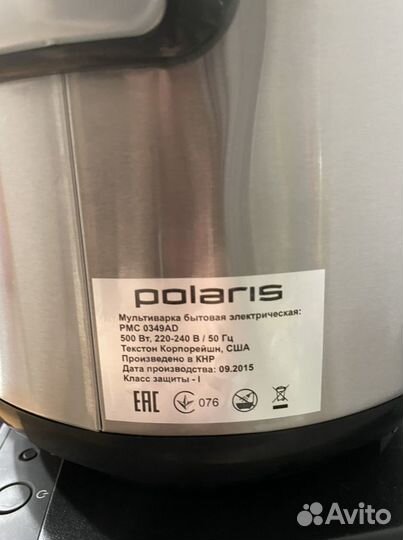 polaris
Мультиварка бытовая электрическая:
PMC 0349AD
500 Вт, 220-240 В / 50 Гц
Текстон Корпорейшн, США
Произведено в КНР
Дата производства: 09.2015
Класс защиты - I
EAC 076
Avito